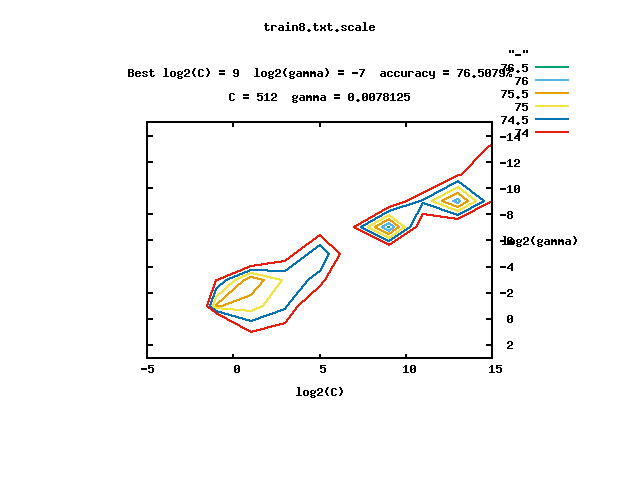 train8.txt.scale
"-"
Best log2(C) = 9  log2(gamma) = -7  accuracy = 76.5079%
76.5
76
C = 512  gamma = 0.0078125
75.5
75
74.5
74
-14
-12
-10
-8
-6
log2(gamma)
-4
-2
0
2
-5 0 5 10 15
log2(C)